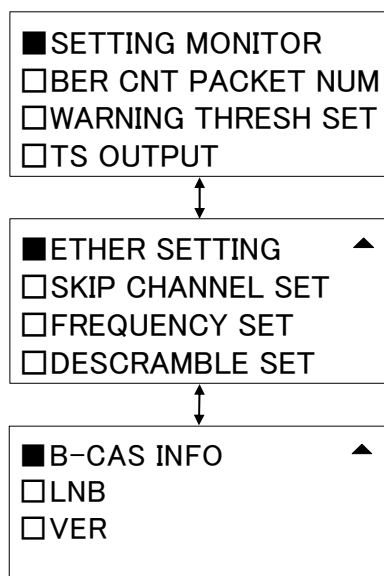 ■SETTING MONITOR
□BER CNT PACKET NUM
□WARNING THRESH SET
□TS OUTPUT
■ETHER SETTING ▲
□SKIP CHANNEL SET
□FREQUENCY SET
□DESCRAMBLE SET
■B-CAS INFO ▲
□LNB
□VER